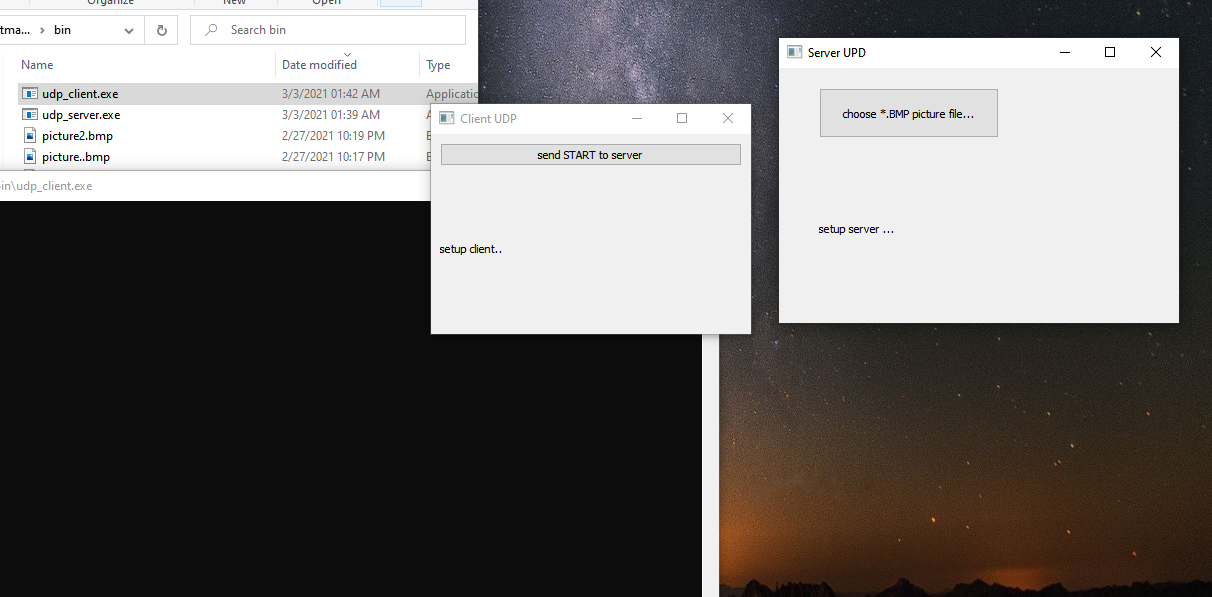 Organize New Open
tma... > bin
Search bin
Name Date modified Type
udp_client.exe 3/3/2021 01:42 AM
udp_server.exe 3/3/2021 01:39 AM
picture2.bmp 2/27/2021 10:19 PM
picture..bmp 2/27/2021 10:17 PM
in\udp_client.exe
Client UDP
send START to server
setup client..
Server UPD
choose *.BMP picture file...
setup server ...